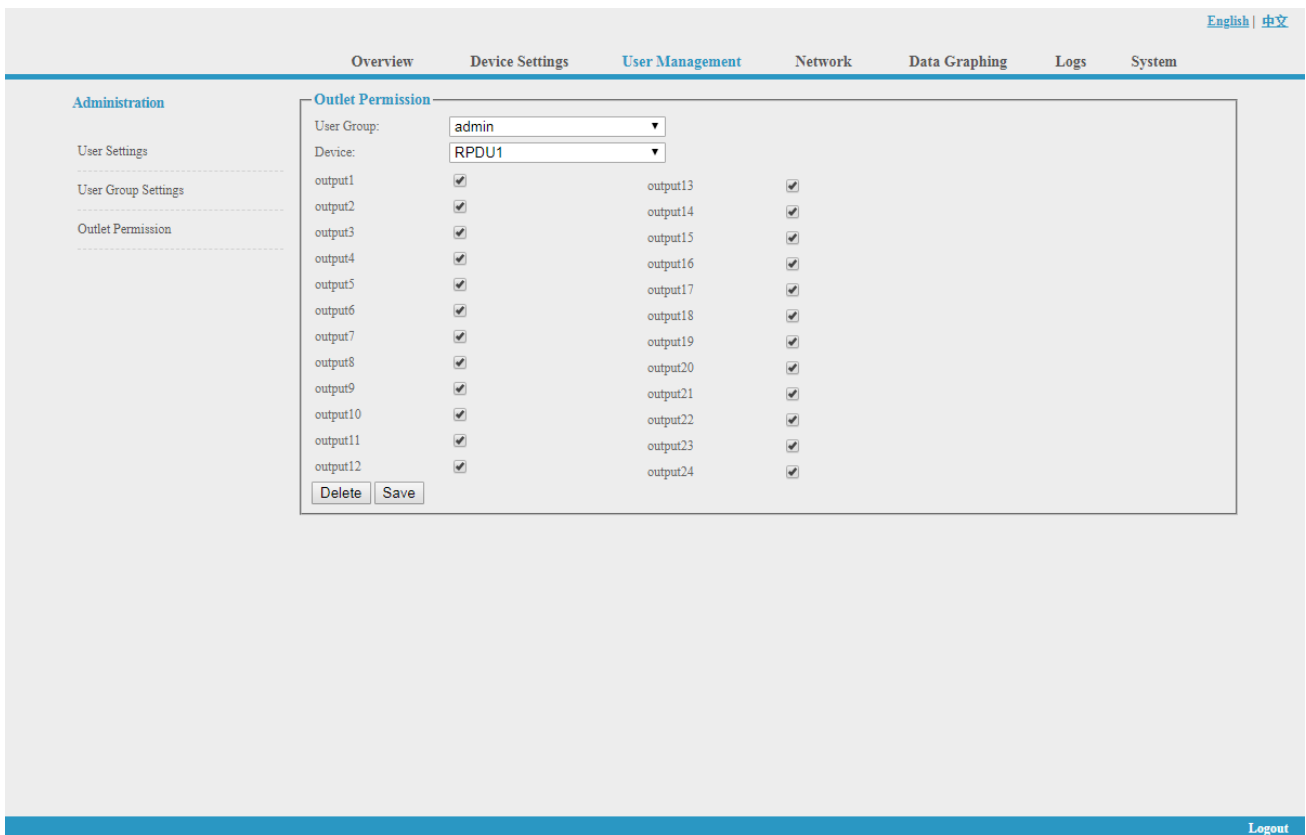 English | 中文
Overview Device Settings User Management Network Data Graphing Logs System
Administration
User Settings
User Group Settings
Outlet Permission
Outlet Permission
User Group: admin
Device: RPDU1
output1
output2
output3
output4
output5
output6
output7
output8
output9
output10
output11
output12
output13
output14
output15
output16
output17
output18
output19
output20
output21
output22
output23
output24
Delete Save
Logout